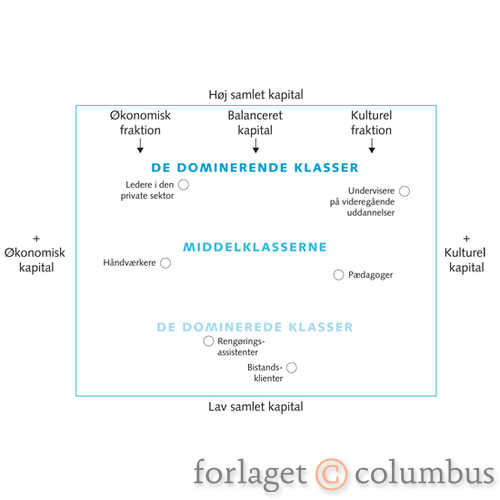 Høj samlet kapital
Økonomisk
fraktion
Balanceret
kapital
Kulturel
fraktion
DE DOMINERENDE KLASSER
Ledere i den
private sektor
Undervisere
på videregående
uddannelser
+
Økonomisk
kapital
MIDDELKLASSERNE
+
Kulturel
kapital
Håndværkere
Pædagoger
DE DOMINEREDE KLASSER
Rengørings-
assistenter
Bistands-
klienter
Lav samlet kapital
forlaget © columbus